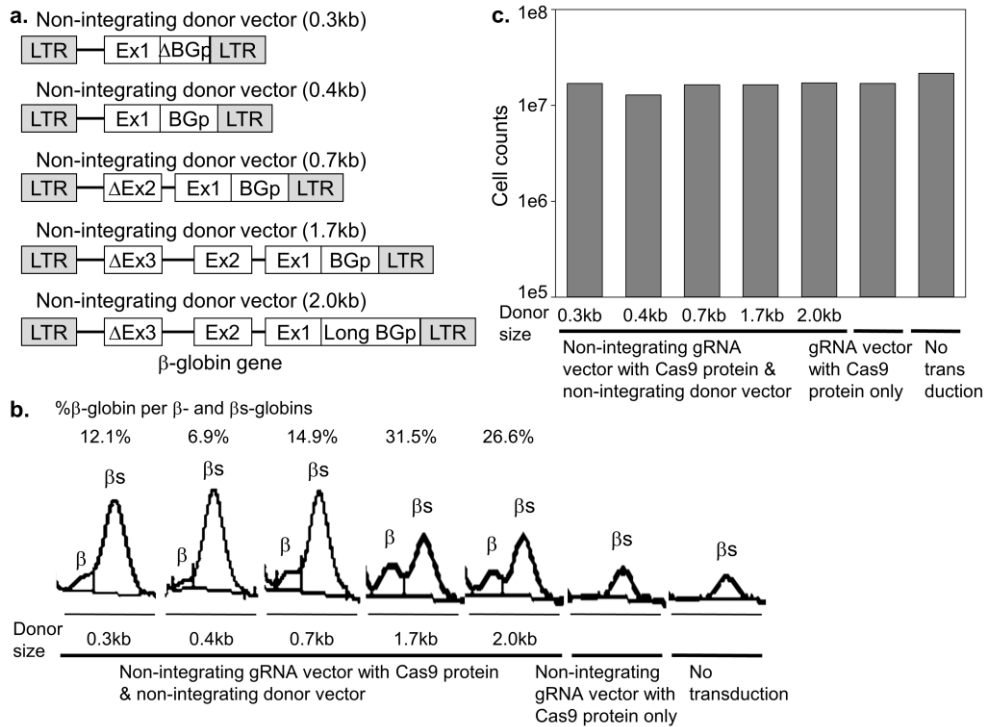 a.
Non-integrating donor vector (0.3kb)
LTR Ex1 ΔBGp LTR
Non-integrating donor vector (0.4kb)
LTR Ex1 BGp LTR
Non-integrating donor vector (0.7kb)
LTR ΔEx2 Ex1 BGp LTR
Non-integrating donor vector (1.7kb)
LTR ΔEx3 Ex2 Ex1 BGp LTR
Non-integrating donor vector (2.0kb)
LTR ΔEx3 Ex2 Ex1 Long BGp LTR
β-globin gene
b.
%β-globin per β- and βs-globins
12.1% 6.9% 14.9% 31.5% 26.6%
β βs β βs β βs β βs β βs βs βs
Donor size
0.3kb 0.4kb 0.7kb 1.7kb 2.0kb
Non-integrating gRNA vector with Cas9 protein
& non-integrating donor vector
Non-integrating
gRNA vector with
Cas9 protein only
No
transduction
c.
Cell counts
1e8
1e7
1e6
1e5
Donor size
0.3kb 0.4kb 0.7kb 1.7kb 2.0kb
Non-integrating gRNA
vector with Cas9 protein &
non-integrating donor vector
gRNA vector
with Cas9
protein only
No
trans
duction